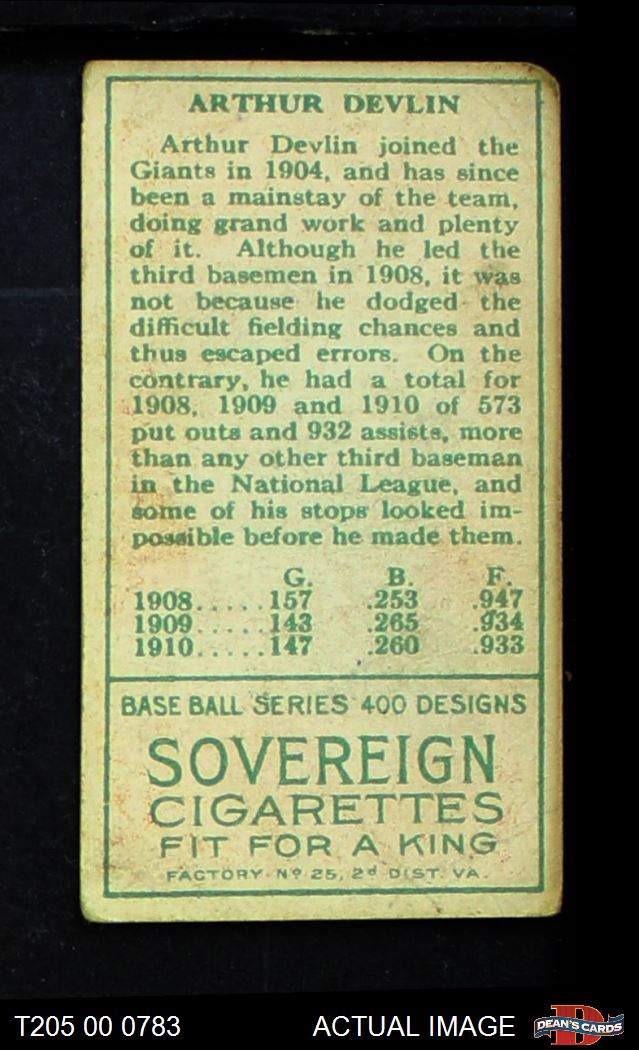 ARTHUR DEVLIN
Arthur Devlin joined the
Giants in 1904, and has since
been a mainstay of the team,
doing grand work and plenty
of it. Although he led the
third basemen in 1908, it was
not because he dodged the
difficult fielding chances and
thus escaped errors. On the
contrary, he had a total for
1908, 1909 and 1910 of 573
put outs and 932 assists, more
than any other third baseman
in the National League, and
some of his stops looked im-
possible before he made them.
G. B. F.
1908.....157 .253 .947
1909.....143 .265 .934
1910.....147 .260 .933
BASE BALL SERIES 400 DESIGNS
SOVEREIGN
CIGARETTES
FIT FOR A KING
FACTORY Nº 25, 2d DIST. VA.
T205 00 0783 ACTUAL IMAGE DEAN'S CARDS